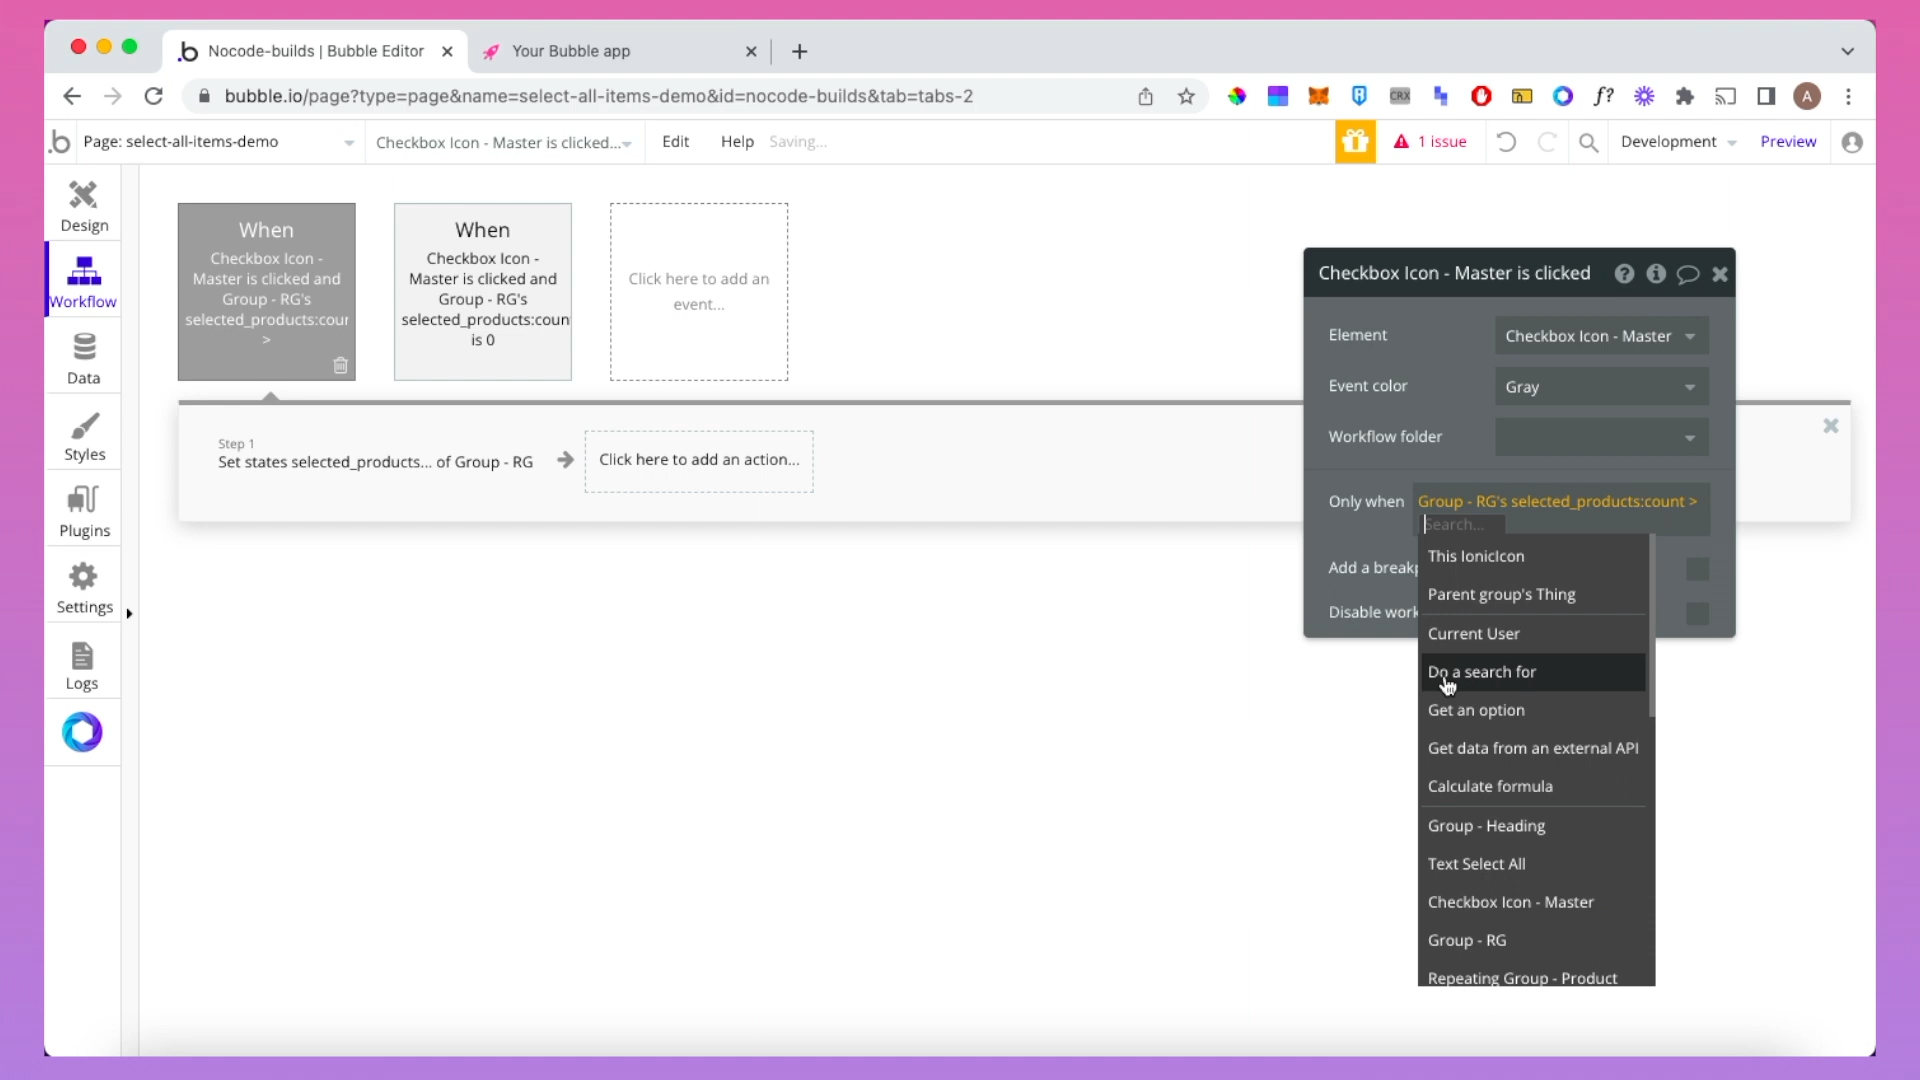 Nocode-builds | Bubble Editor
Your Bubble app
bubble.io/page?type=page&name=select-all-items-demo&id=nocode-builds&tab=tabs-2
CRX
f?
A
Page: select-all-items-demo
Checkbox Icon - Master is clicked...
Edit
Help
Saving...
1 issue
Development
Preview
Design
Workflow
Data
Styles
Plugins
Settings
Logs
When
Checkbox Icon -
Master is clicked and
Group - RG's
selected_products:cour
>
When
Checkbox Icon -
Master is clicked and
Group - RG's
selected_products:coun
is 0
Click here to add an
event...
Step 1
Set states selected_products... of Group - RG
Click here to add an action...
Checkbox Icon - Master is clicked
Element
Checkbox Icon - Master
Event color
Gray
Workflow folder
Only when
Group - RG's selected_products:count >
Search...
Add a breakp
Disable work
This IonicIcon
Parent group's Thing
Current User
Do a search for
Get an option
Get data from an external API
Calculate formula
Group - Heading
Text Select All
Checkbox Icon - Master
Group - RG
Repeating Group - Product